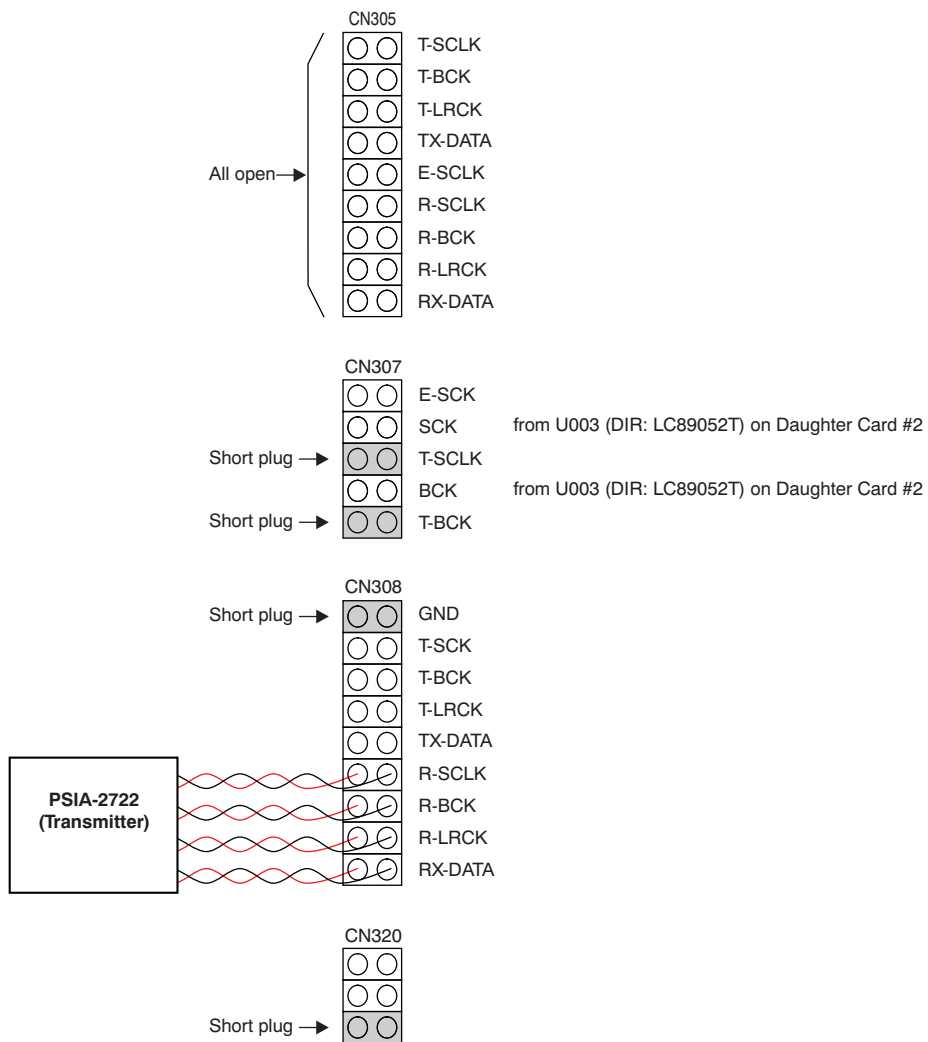 CN305
T-SCLK
T-BCK
T-LRCK
TX-DATA
All open
E-SCLK
R-SCLK
R-BCK
R-LRCK
RX-DATA
CN307
E-SCK
SCK from U003 (DIR: LC89052T) on Daughter Card #2
Short plug T-SCLK
BCK from U003 (DIR: LC89052T) on Daughter Card #2
Short plug T-BCK
CN308
Short plug GND
T-SCK
T-BCK
T-LRCK
TX-DATA
R-SCLK
R-BCK
R-LRCK
RX-DATA
PSIA-2722
(Transmitter)
CN320
Short plug